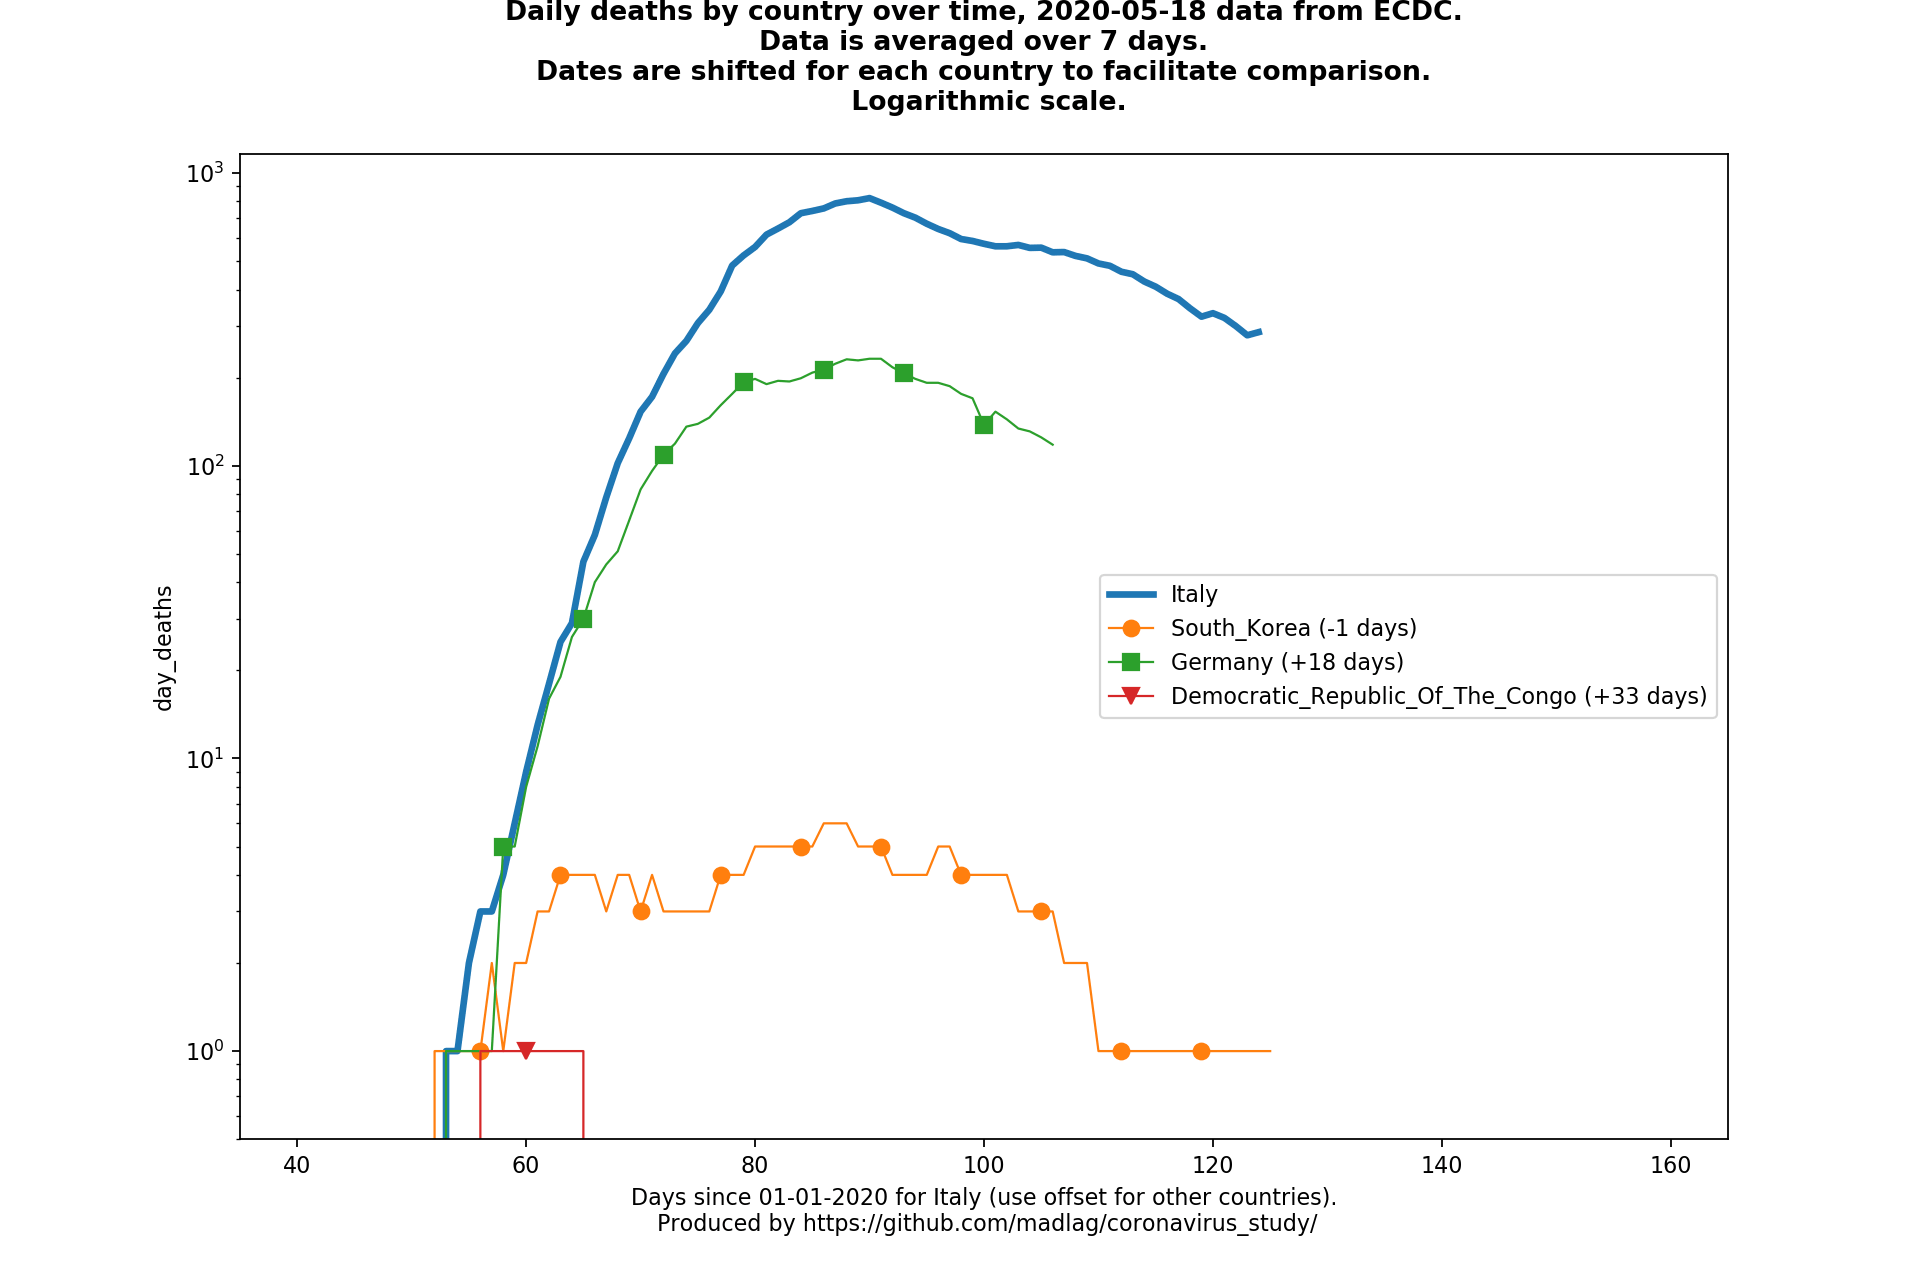 Daily deaths by country over time, 2020-05-18 data from ECDC.
Data is averaged over 7 days.
Dates are shifted for each country to facilitate comparison.
Logarithmic scale.
10³
10²
10¹
10⁰
day_deaths
Italy
South_Korea (-1 days)
Germany (+18 days)
Democratic_Republic_Of_The_Congo (+33 days)
40 60 80 100 120 140 160
Days since 01-01-2020 for Italy (use offset for other countries).
Produced by https://github.com/madlag/coronavirus_study/